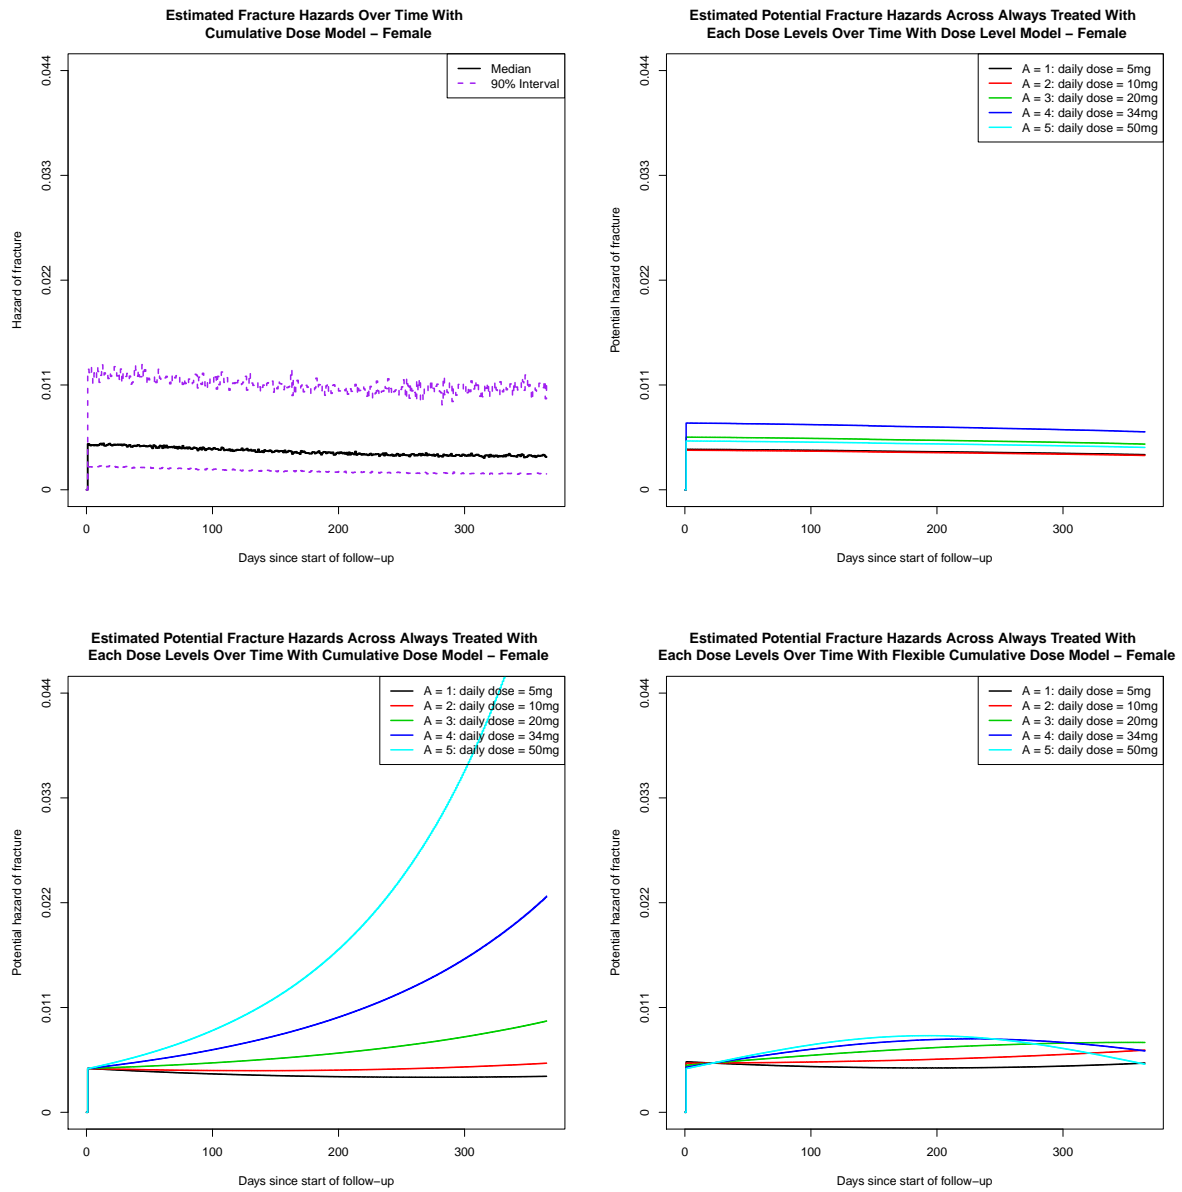 Estimated Fracture Hazards Over Time With
Cumulative Dose Model – Female
Median
90% Interval
0.044
0.033
0.022
0.011
0
Hazard of fracture
0
100
200
300
Days since start of follow–up
Estimated Potential Fracture Hazards Across Always Treated With
Each Dose Levels Over Time With Dose Level Model – Female
A = 1: daily dose = 5mg
A = 2: daily dose = 10mg
A = 3: daily dose = 20mg
A = 4: daily dose = 34mg
A = 5: daily dose = 50mg
0.044
0.033
0.022
0.011
0
Potential hazard of fracture
0
100
200
300
Days since start of follow–up
Estimated Potential Fracture Hazards Across Always Treated With
Each Dose Levels Over Time With Cumulative Dose Model – Female
A = 1: daily dose = 5mg
A = 2: daily dose = 10mg
A = 3: daily dose = 20mg
A = 4: daily dose = 34mg
A = 5: daily dose = 50mg
0.044
0.033
0.022
0.011
0
Potential hazard of fracture
0
100
200
300
Days since start of follow–up
Estimated Potential Fracture Hazards Across Always Treated With
Each Dose Levels Over Time With Flexible Cumulative Dose Model – Female
A = 1: daily dose = 5mg
A = 2: daily dose = 10mg
A = 3: daily dose = 20mg
A = 4: daily dose = 34mg
A = 5: daily dose = 50mg
0.044
0.033
0.022
0.011
0
Potential hazard of fracture
0
100
200
300
Days since start of follow–up